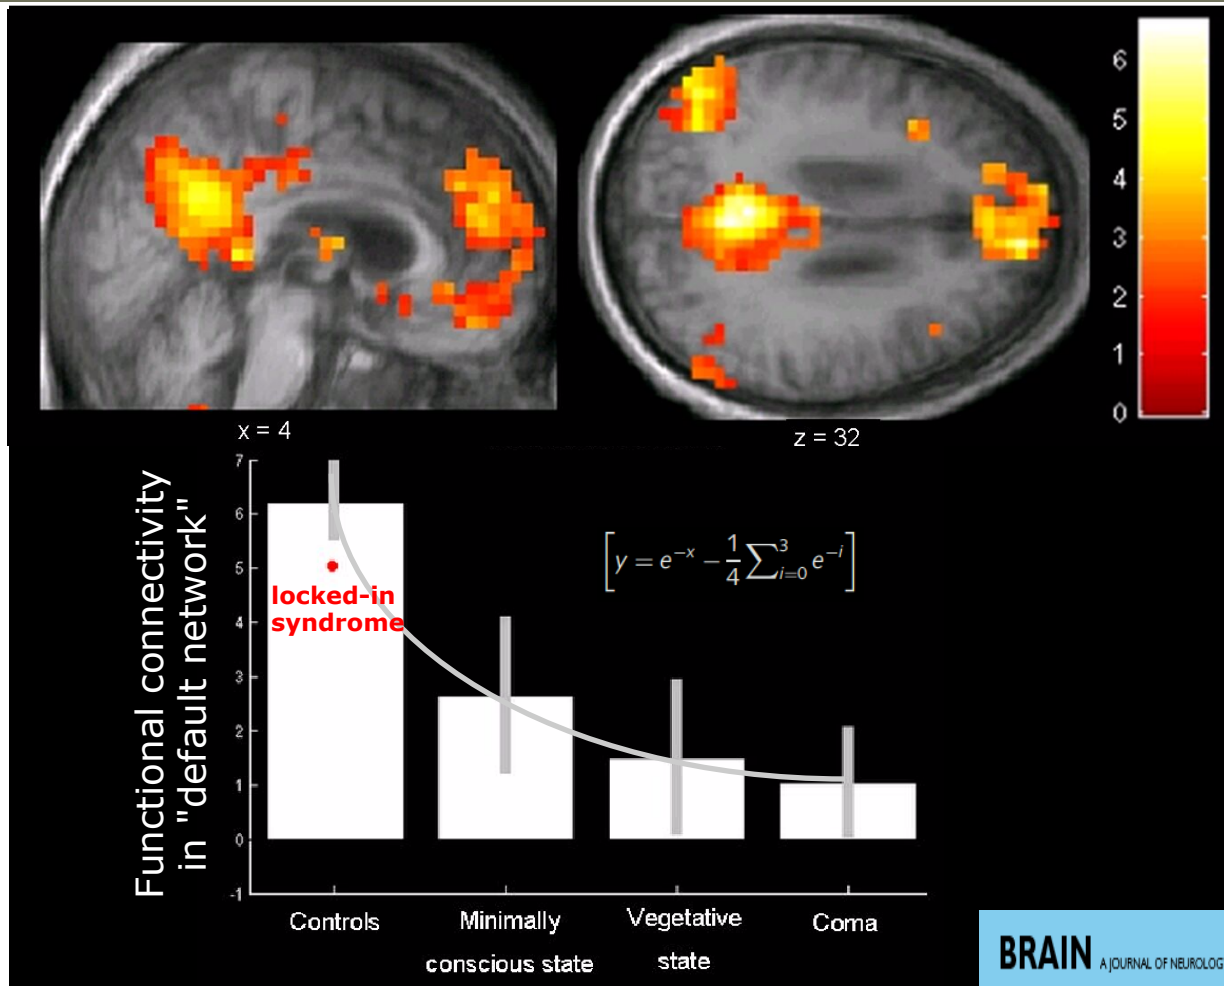 6
5
4
3
2
1
0
x = 4
z = 32
Functional connectivity
in "default network"
7
6
5
4
3
2
1
0
-1
[y = e^{-x} - \frac{1}{4} \sum_{i=0}^{3} e^{-i}]
locked-in
syndrome
Controls
Minimally
conscious state
Vegetative
state
Coma
BRAIN A JOURNAL OF NEUROLOG